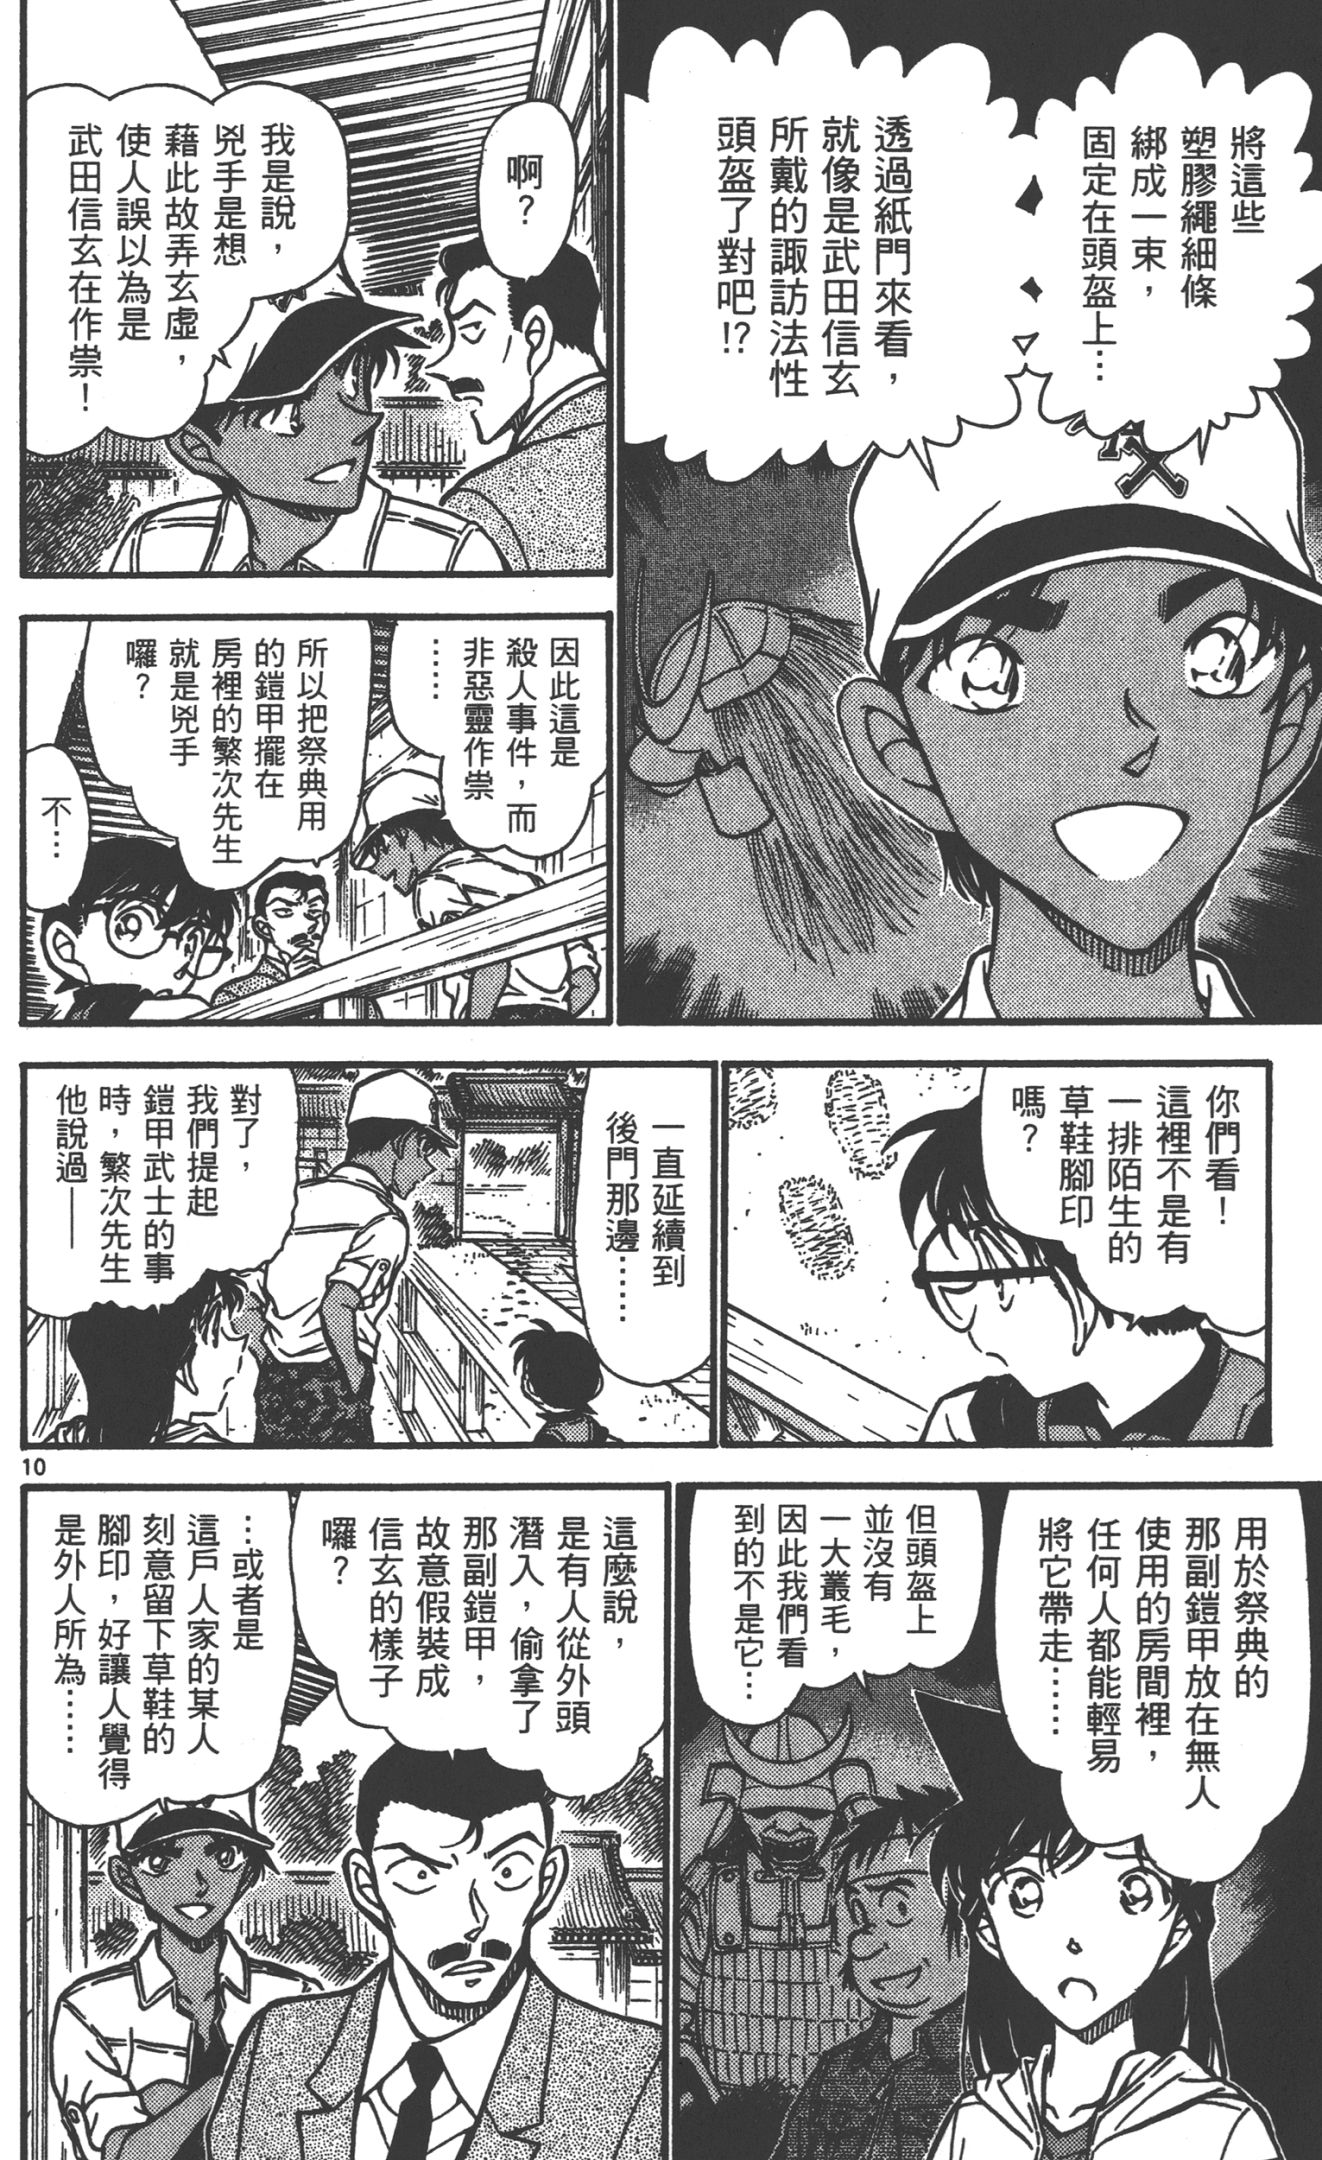 將這些
塑膠繩細條
綁成一束，
固定在頭盔上…
透過紙門來看，
就像是武田信玄
所戴的諏訪法性
頭盔了對吧!?
啊？
我是說，
兇手是想
藉此故弄玄虛，
使人誤以為是
武田信玄在作祟！
因此這是
殺人事件，而
非惡靈作祟
……
所以把祭典用
的鎧甲擺在
房裡的繁次先生
就是兇手
囉？
不…
你們看！
這裡不是有
一排陌生的
草鞋腳印
嗎？
一直延續到
後門那邊……
對了，
我們提起
鎧甲武士的事
時，繁次先生
他說過——
10
用於祭典的
那副鎧甲放在無人
使用的房間裡，
任何人都能輕易
將它帶走……
但頭盔上
並沒有
一大叢毛，
因此我們看
到的不是它…
這麼說，
是有人從外頭
潛入，偷拿了
那副鎧甲，
故意假裝成
信玄的樣子
囉？
…或者是
這戶人家的某人
刻意留下草鞋的
腳印，好讓人覺得
是外人所為……